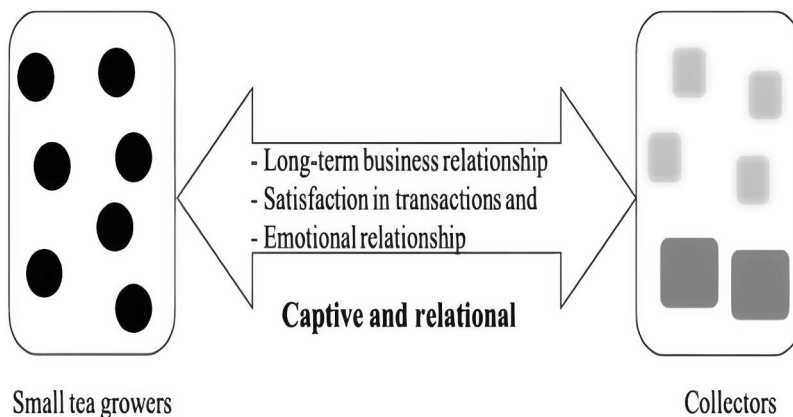 - Long-term business relationship
- Satisfaction in transactions and
- Emotional relationship
Captive and relational
Small tea growers
Collectors